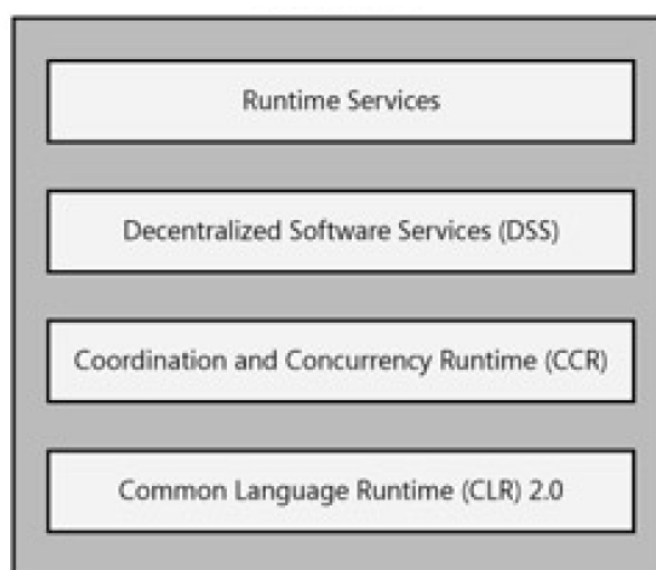 Runtime Services
Decentralized Software Services (DSS)
Coordination and Concurrency Runtime (CCR)
Common Language Runtime (CLR) 2.0